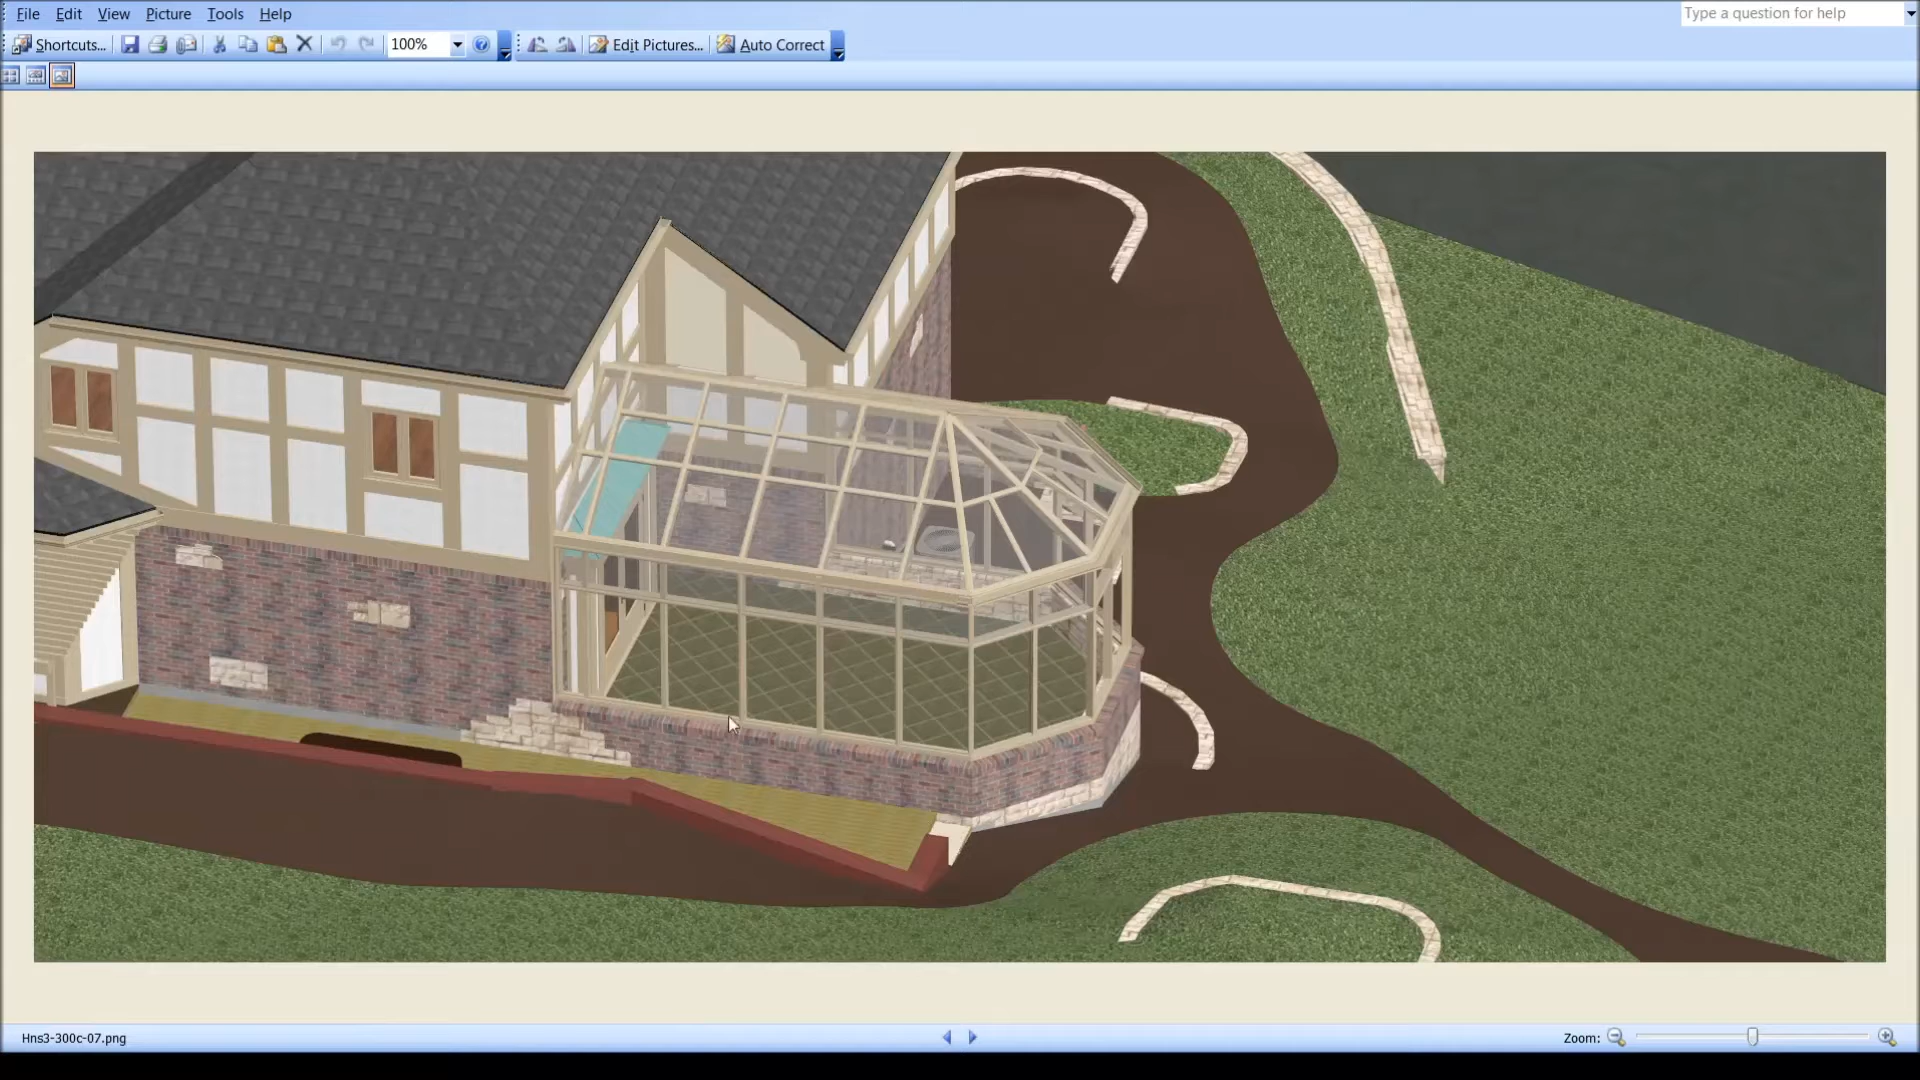 File Edit View Picture Tools Help
Type a question for help
Shortcuts... 100% Edit Pictures... Auto Correct
Hns3-300c-07.png
Zoom: